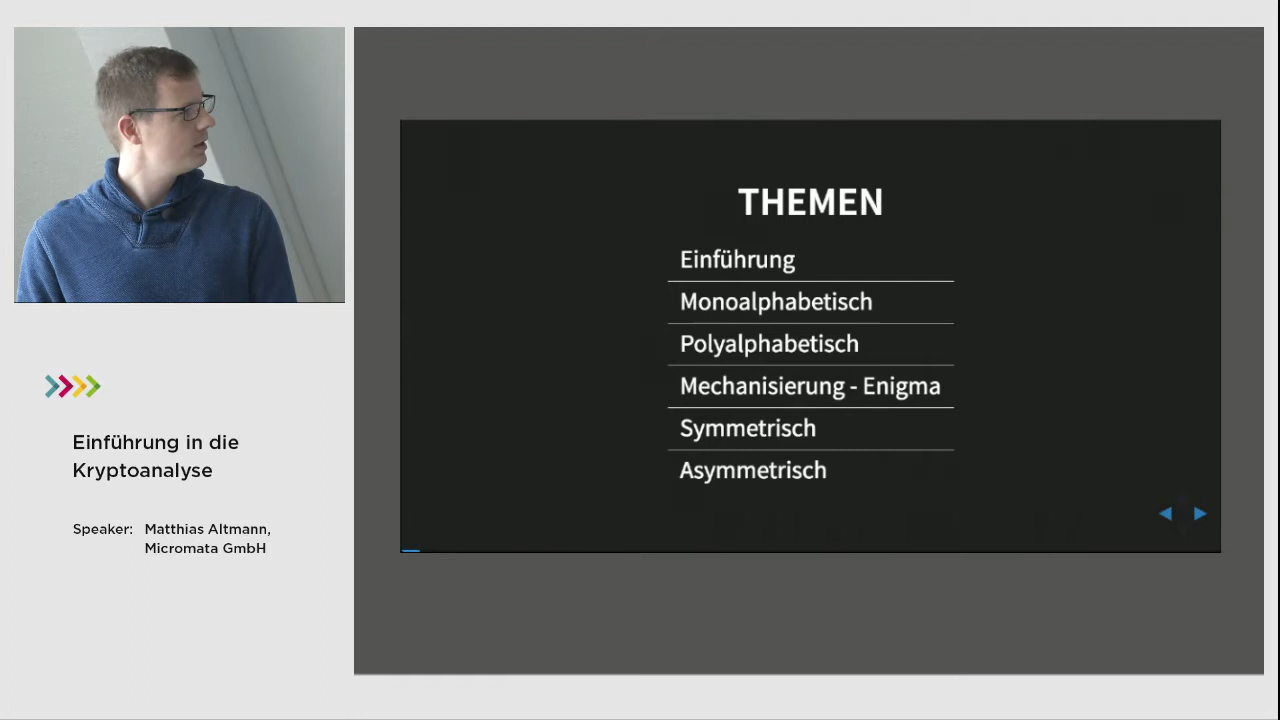 THEMEN
Einführung
Monoalphabetisch
Polyalphabetisch
Mechanisierung - Enigma
Symmetrisch
Asymmetrisch
Einführung in die
Kryptoanalyse
Speaker: Matthias Altmann,
Micromata GmbH